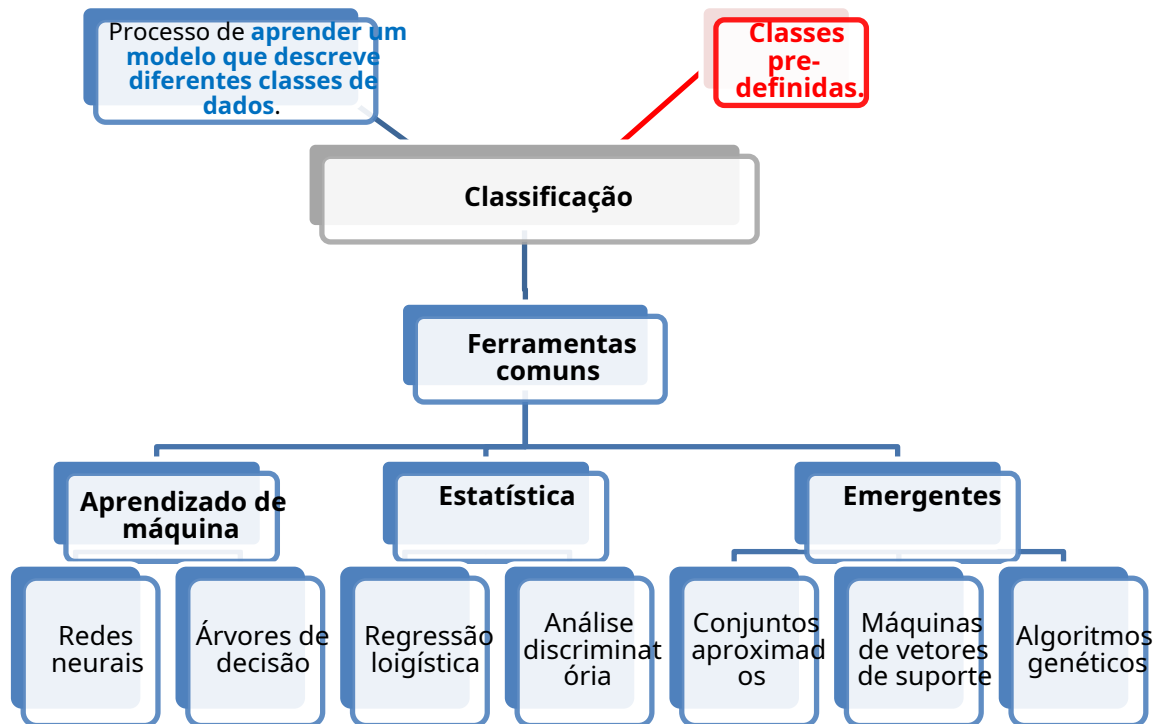 Processo de aprender um
modelo que descreve
diferentes classes de
dados.
Classes
pre-
definidas.
Classificação
Ferramentas
comuns
Aprendizado de
máquina
Estatística
Emergentes
Redes
neurais
Árvores de
decisão
Regressão
loigística
Análise
discriminat
ória
Conjuntos
aproximad
os
Máquinas
de vetores
de suporte
Algoritmos
genéticos